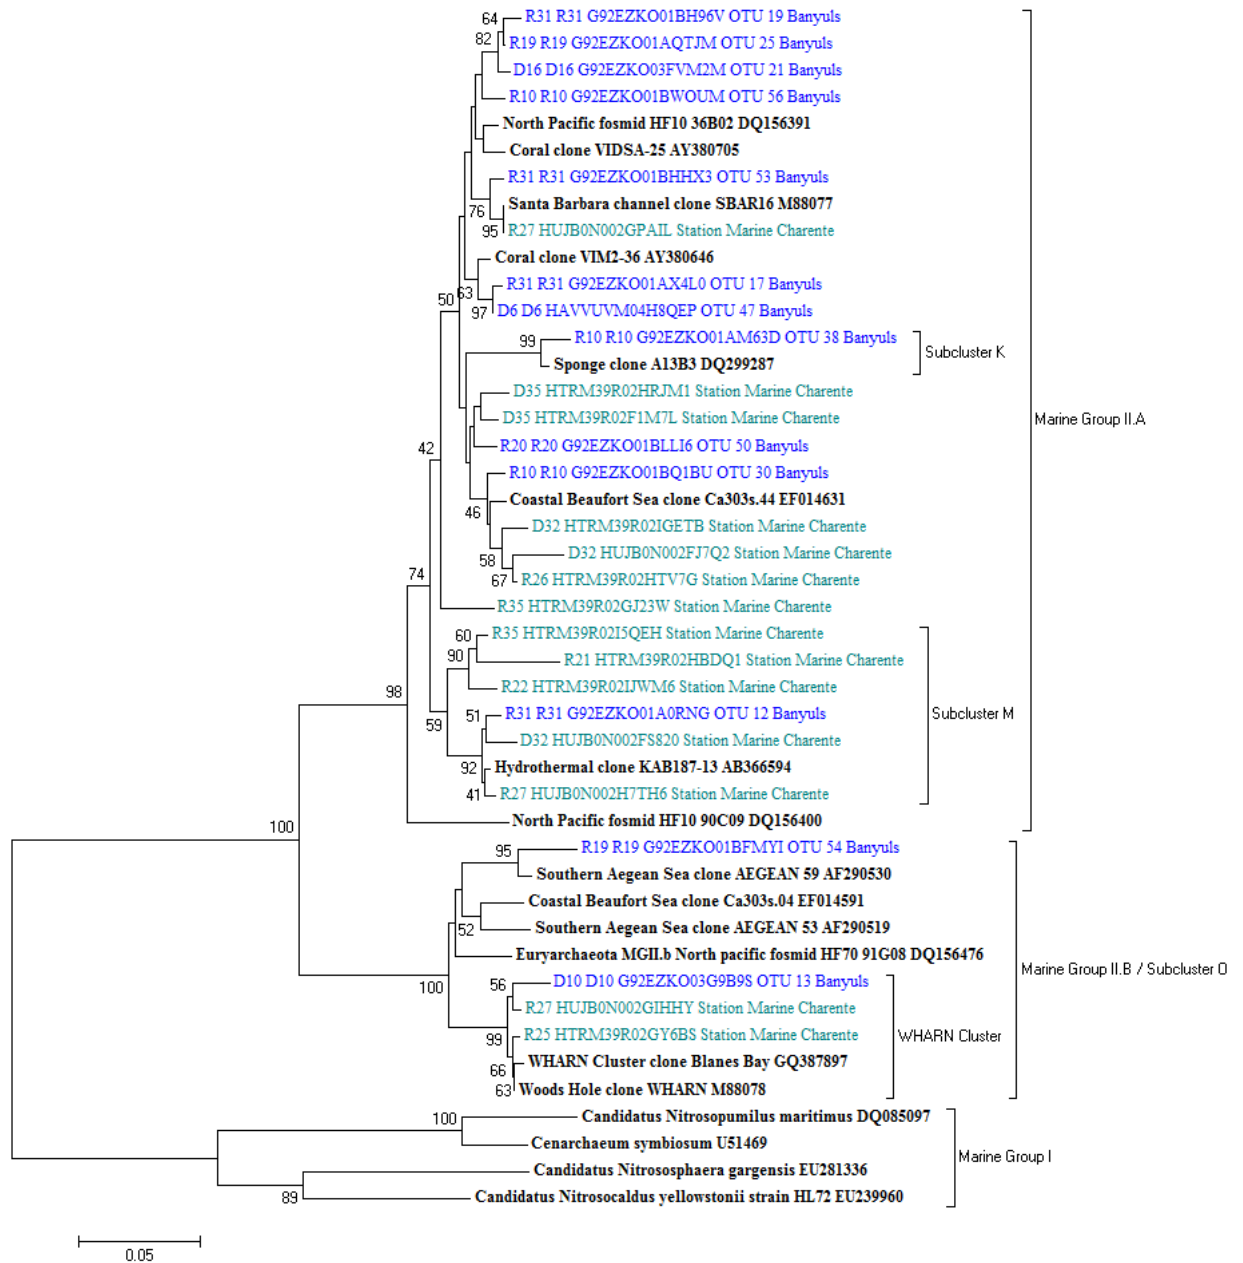 64
R31 R31 G92EZKO01BH96V OTU 19 Banyuls
82
R19 R19 G92EZKO01AQTJM OTU 25 Banyuls
D16 D16 G92EZKO03FVM2M OTU 21 Banyuls
R10 R10 G92EZKO01BWOUM OTU 56 Banyuls
North Pacific fosmid HF10 36B02 DQ156391
Coral clone VIDSA-25 AY380705
R31 R31 G92EZKO01BHHX3 OTU 53 Banyuls
76
Santa Barbara channel clone SBAR16 M88077
95
R27 HUJB0N002GPAIL Station Marine Charente
Coral clone VIM2-36 AY380646
50
63
R31 R31 G92EZKO01AX4L0 OTU 17 Banyuls
97
D6 D6 HAVVUVM04H8QEP OTU 47 Banyuls
99
R10 R10 G92EZKO01AM63D OTU 38 Banyuls
Subcluster K
Sponge clone A13B3 DQ299287
D35 HTRM39R02HRJM1 Station Marine Charente
Marine Group II.A
D35 HTRM39R02F1M7L Station Marine Charente
42
R20 R20 G92EZKO01BLLI6 OTU 50 Banyuls
R10 R10 G92EZKO01BQ1BU OTU 30 Banyuls
46
Coastal Beaufort Sea clone Ca303s.44 EF014631
D32 HTRM39R02IGETB Station Marine Charente
58
D32 HUJB0N002FJ7Q2 Station Marine Charente
74
67
R26 HTRM39R02HTV7G Station Marine Charente
R35 HTRM39R02GJ23W Station Marine Charente
60
R35 HTRM39R02I5QEH Station Marine Charente
90
R21 HTRM39R02HBDQ1 Station Marine Charente
98
R22 HTRM39R02IJWM6 Station Marine Charente
59
51
R31 R31 G92EZKO01A0RNG OTU 12 Banyuls
Subcluster M
D32 HUJB0N002FS820 Station Marine Charente
92
Hydrothermal clone KAB187-13 AB366594
41
R27 HUJB0N002H7TH6 Station Marine Charente
North Pacific fosmid HF10 90C09 DQ156400
100
95
R19 R19 G92EZKO01BFMYI OTU 54 Banyuls
Southern Aegean Sea clone AEGEAN 59 AF290530
Coastal Beaufort Sea clone Ca303s.04 EF014591
52
Southern Aegean Sea clone AEGEAN 53 AF290519
Euryarchaeota MGII.b North pacific fosmid HF70 91G08 DQ156476
Marine Group II.B / Subcluster O
100
56
D10 D10 G92EZKO03G9B9S OTU 13 Banyuls
R27 HUJB0N002GIHHY Station Marine Charente
99
R25 HTRM39R02GY6BS Station Marine Charente
WHARN Cluster
66
WHARN Cluster clone Blanes Bay GQ387897
63
Woods Hole clone WHARN M88078
100
Candidatus Nitrosopumilus maritimus DQ085097
Cenarchaeum symbiosum U51469
Marine Group I
Candidatus Nitrososphaera gargensis EU281336
89
Candidatus Nitrosocaldus yellowstonii strain HL72 EU239960
0.05